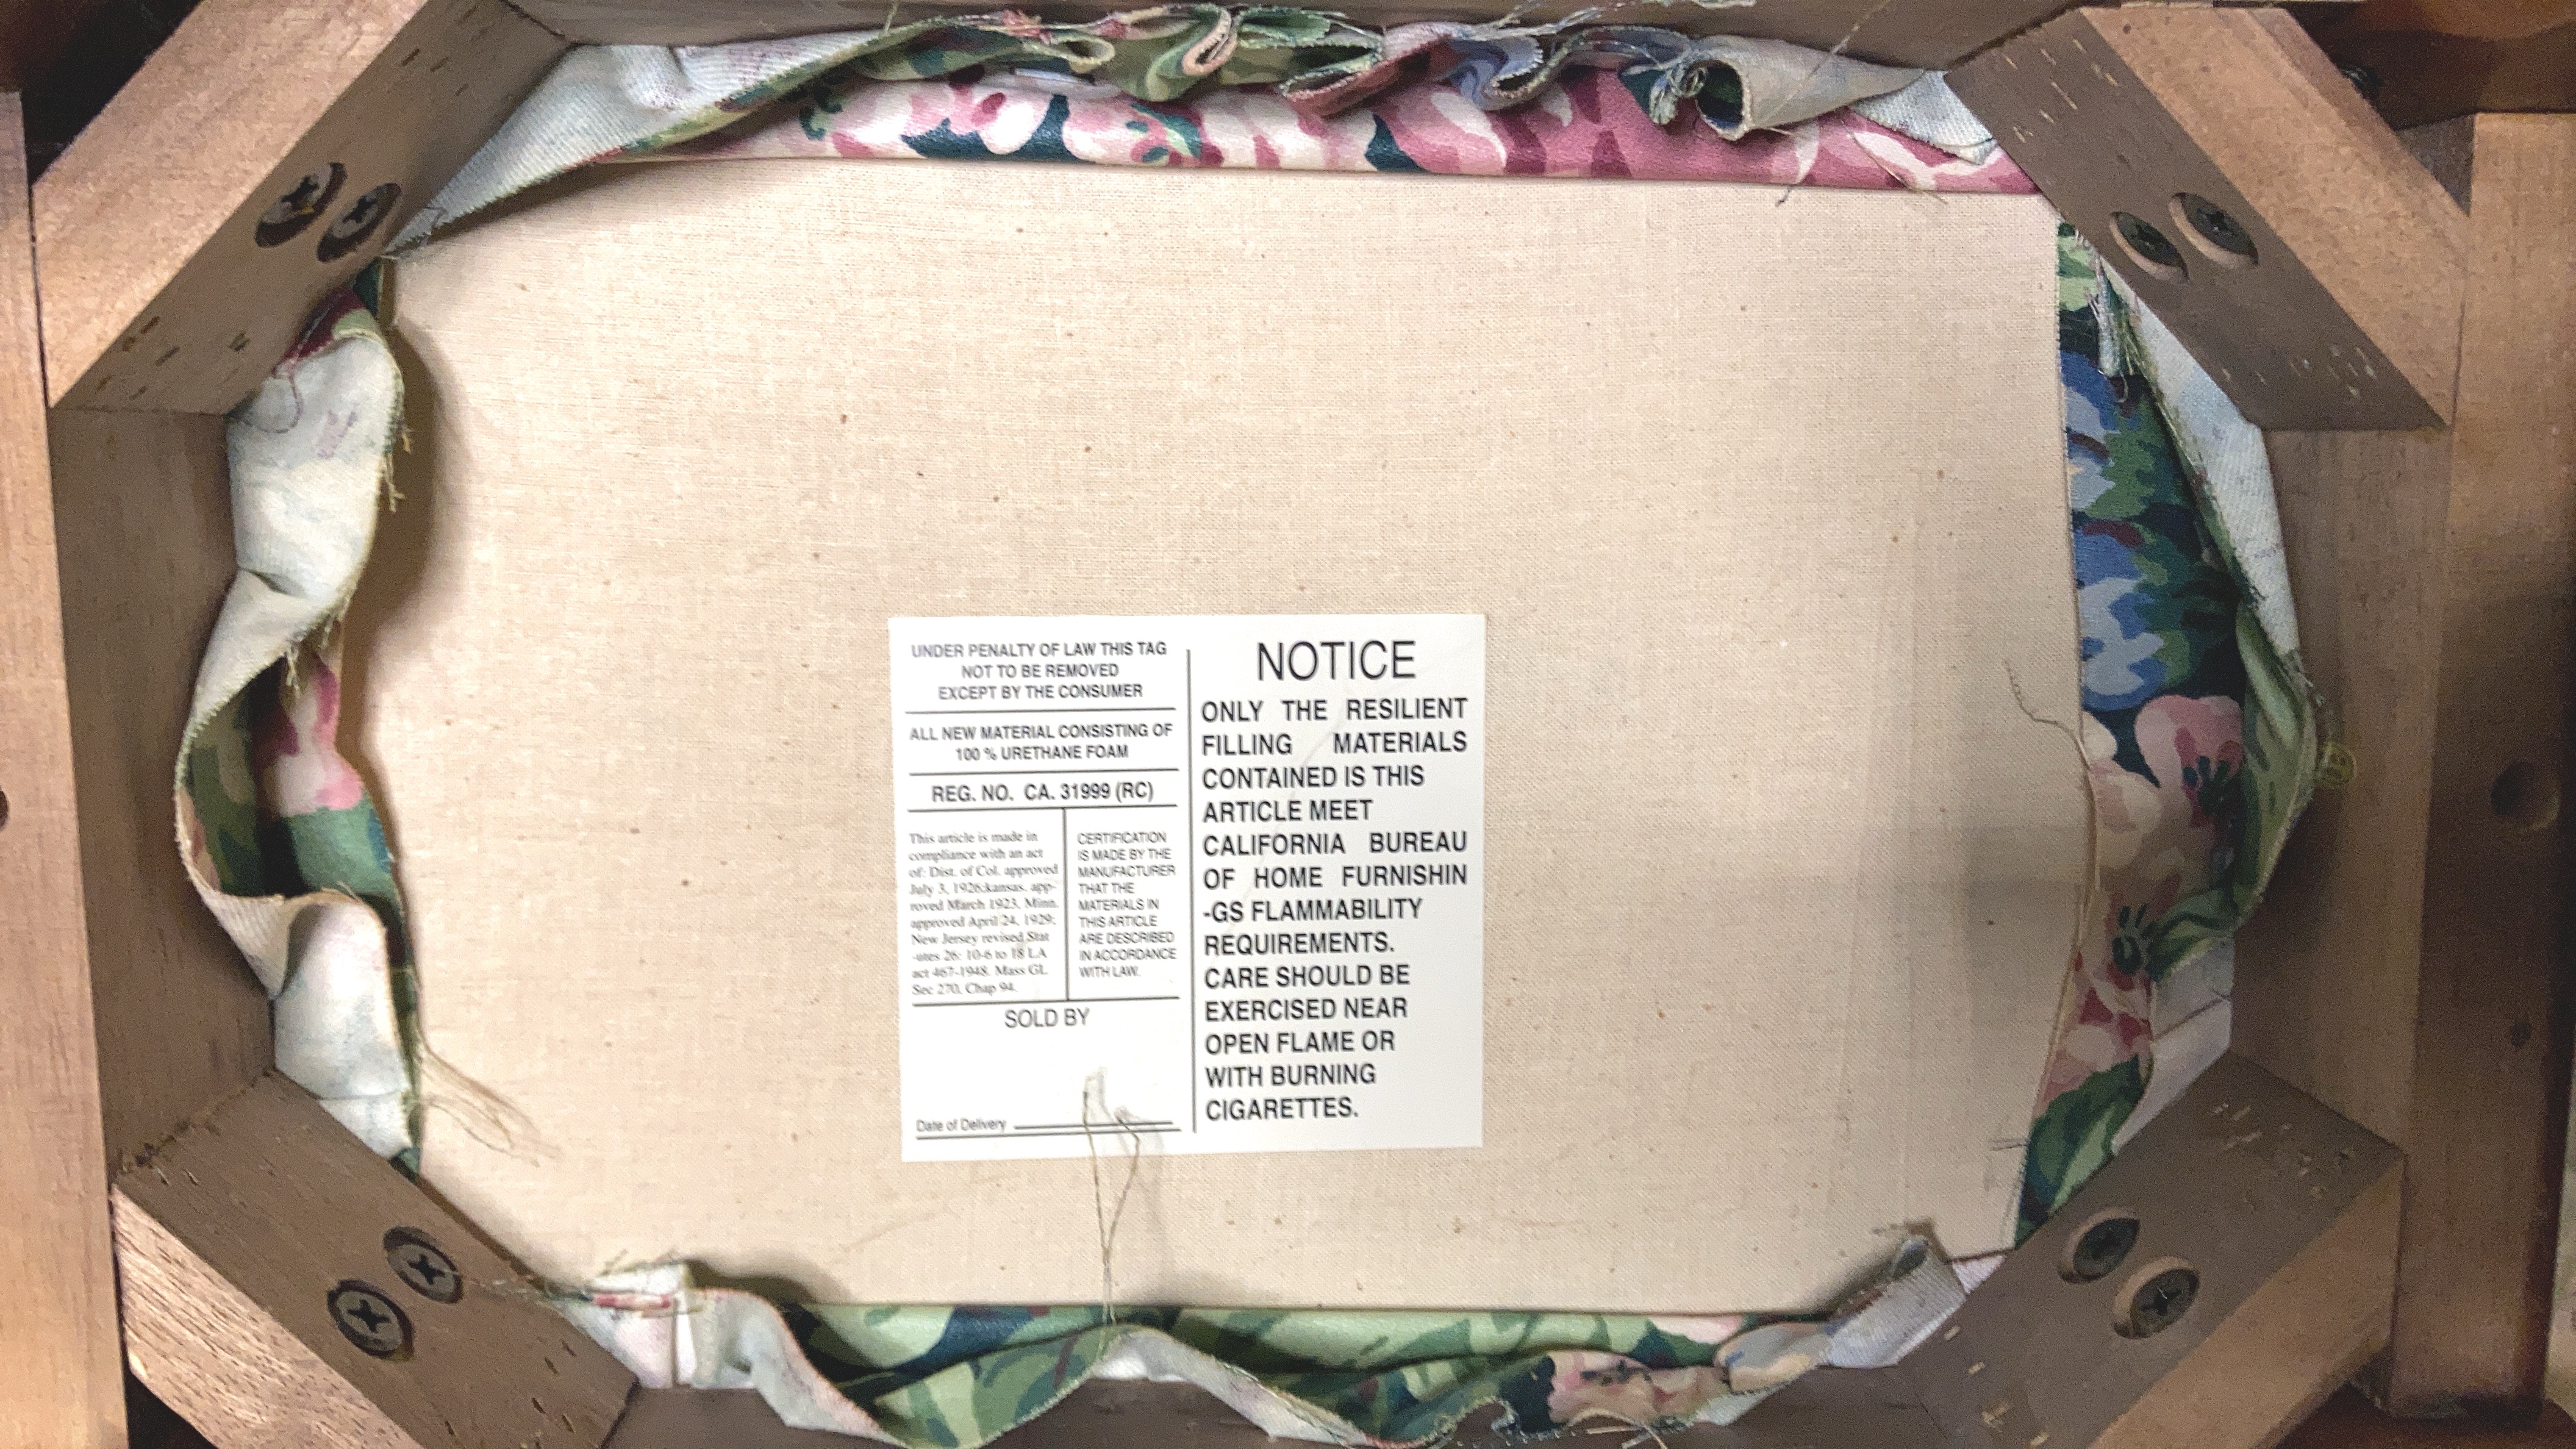 UNDER PENALTY OF LAW THIS TAG
NOT TO BE REMOVED
EXCEPT BY THE CONSUMER
ALL NEW MATERIAL CONSISTING OF
100 % URETHANE FOAM
REG. NO. CA. 31999 (RC)
This article is made in
compliance with an act
of: Dist. of Col. approved
July 3, 1926;kansas, app-
roved March 1923, Minn.
approved April 24, 1929;
New Jersey revised Stat
-utes 26: 10-6 to 18 LA
act 467-1948. Mass GL
Sec 270, Chap 94.
CERTIFICATION
IS MADE BY THE
MANUFACTURER
THAT THE
MATERIALS IN
THIS ARTICLE
ARE DESCRIBED
IN ACCORDANCE
WITH LAW.
SOLD BY
Date of Delivery
NOTICE
ONLY THE RESILIENT
FILLING MATERIALS
CONTAINED IS THIS
ARTICLE MEET
CALIFORNIA BUREAU
OF HOME FURNISHIN
-GS FLAMMABILITY
REQUIREMENTS.
CARE SHOULD BE
EXERCISED NEAR
OPEN FLAME OR
WITH BURNING
CIGARETTES.